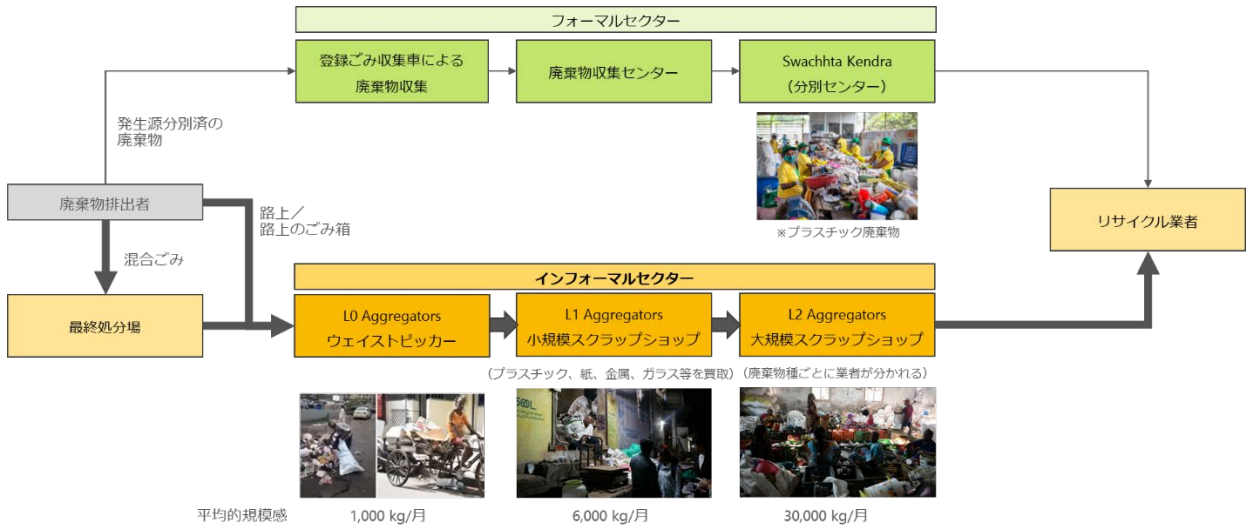 フォーマルセクター
登録ごみ収集車による
廃棄物収集
廃棄物収集センター
Swachhta Kendra
（分別センター）
発生源分別済の
廃棄物
※プラスチック廃棄物
廃棄物排出者
路上／
路上のごみ箱
混合ごみ
リサイクル業者
インフォーマルセクター
最終処分場
L0 Aggregators
ウェイストピッカー
L1 Aggregators
小規模スクラップショップ
L2 Aggregators
大規模スクラップショップ
（プラスチック、紙、金属、ガラス等を買取）
（廃棄物種ごとに業者が分かれる）
平均的規模感
1,000 kg/月
6,000 kg/月
30,000 kg/月